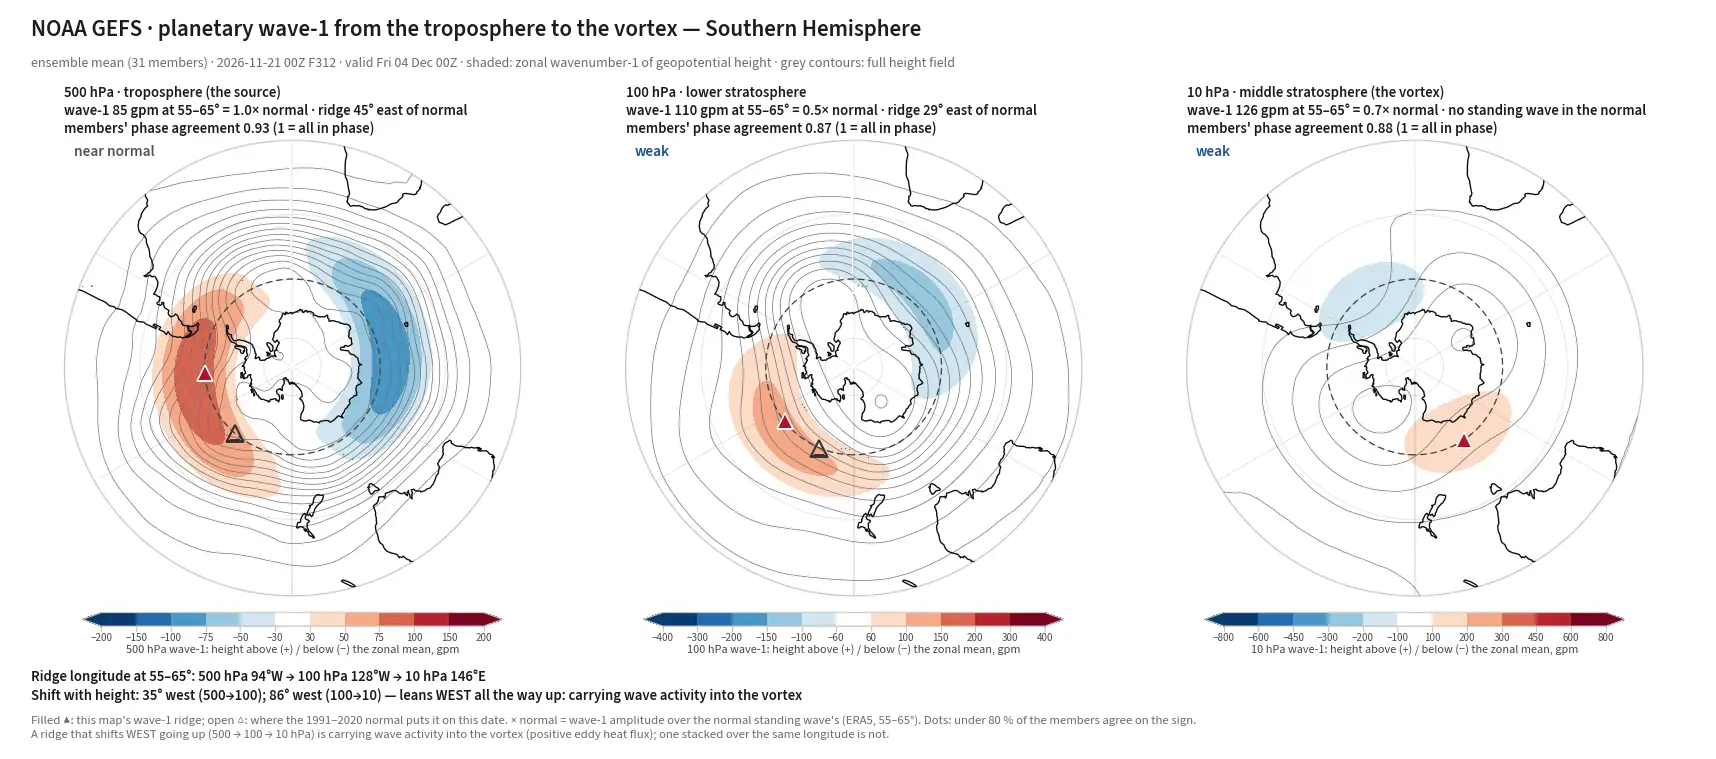 NOAA GEFS · planetary wave-1 from the troposphere to the vortex — Southern Hemisphere
ensemble mean (31 members) · 2026-11-21 00Z F312 · valid Fri 04 Dec 00Z · shaded: zonal wavenumber-1 of geopotential height · grey contours: full height field
500 hPa · troposphere (the source)
wave-1 85 gpm at 55–65° = 1.0× normal · ridge 45° east of normal
members' phase agreement 0.93 (1 = all in phase)
near normal
100 hPa · lower stratosphere
wave-1 110 gpm at 55–65° = 0.5× normal · ridge 29° east of normal
members' phase agreement 0.87 (1 = all in phase)
weak
10 hPa · middle stratosphere (the vortex)
wave-1 126 gpm at 55–65° = 0.7× normal · no standing wave in the normal
members' phase agreement 0.88 (1 = all in phase)
weak
−200 −150 −100 −75 −50 −30 30 50 75 100 150 200
500 hPa wave-1: height above (+) / below (−) the zonal mean, gpm
−400 −300 −200 −150 −100 −60 60 100 150 200 300 400
100 hPa wave-1: height above (+) / below (−) the zonal mean, gpm
−800 −600 −450 −300 −200 −100 100 200 300 450 600 800
10 hPa wave-1: height above (+) / below (−) the zonal mean, gpm
Ridge longitude at 55–65°: 500 hPa 94°W → 100 hPa 128°W → 10 hPa 146°E
Shift with height: 35° west (500→100); 86° west (100→10) — leans WEST all the way up: carrying wave activity into the vortex
Filled ▲: this map's wave-1 ridge; open △: where the 1991–2020 normal puts it on this date. × normal = wave-1 amplitude over the normal standing wave's (ERA5, 55–65°). Dots: under 80 % of the members agree on the sign.
A ridge that shifts WEST going up (500 → 100 → 10 hPa) is carrying wave activity into the vortex (positive eddy heat flux); one stacked over the same longitude is not.